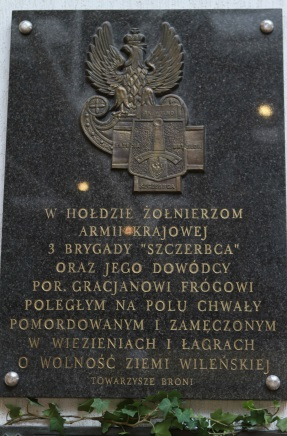 W HOŁDZIE ŻOŁNIERZOM
ARMII KRAJOWEJ
3 BRYGADY "SZCZERBCA"
ORAZ JEGO DOWÓDCY
POR. GRACJANOWI FRÓGOWI
POLEGŁYM NA POLU CHWAŁY
POMORDOWANYM I ZAMĘCZONYM
W WIEZIENIACH I ŁAGRACH
O WOLNOŚĆ ZIEMI WILEŃSKIEJ
TOWARZYSZE BRONI